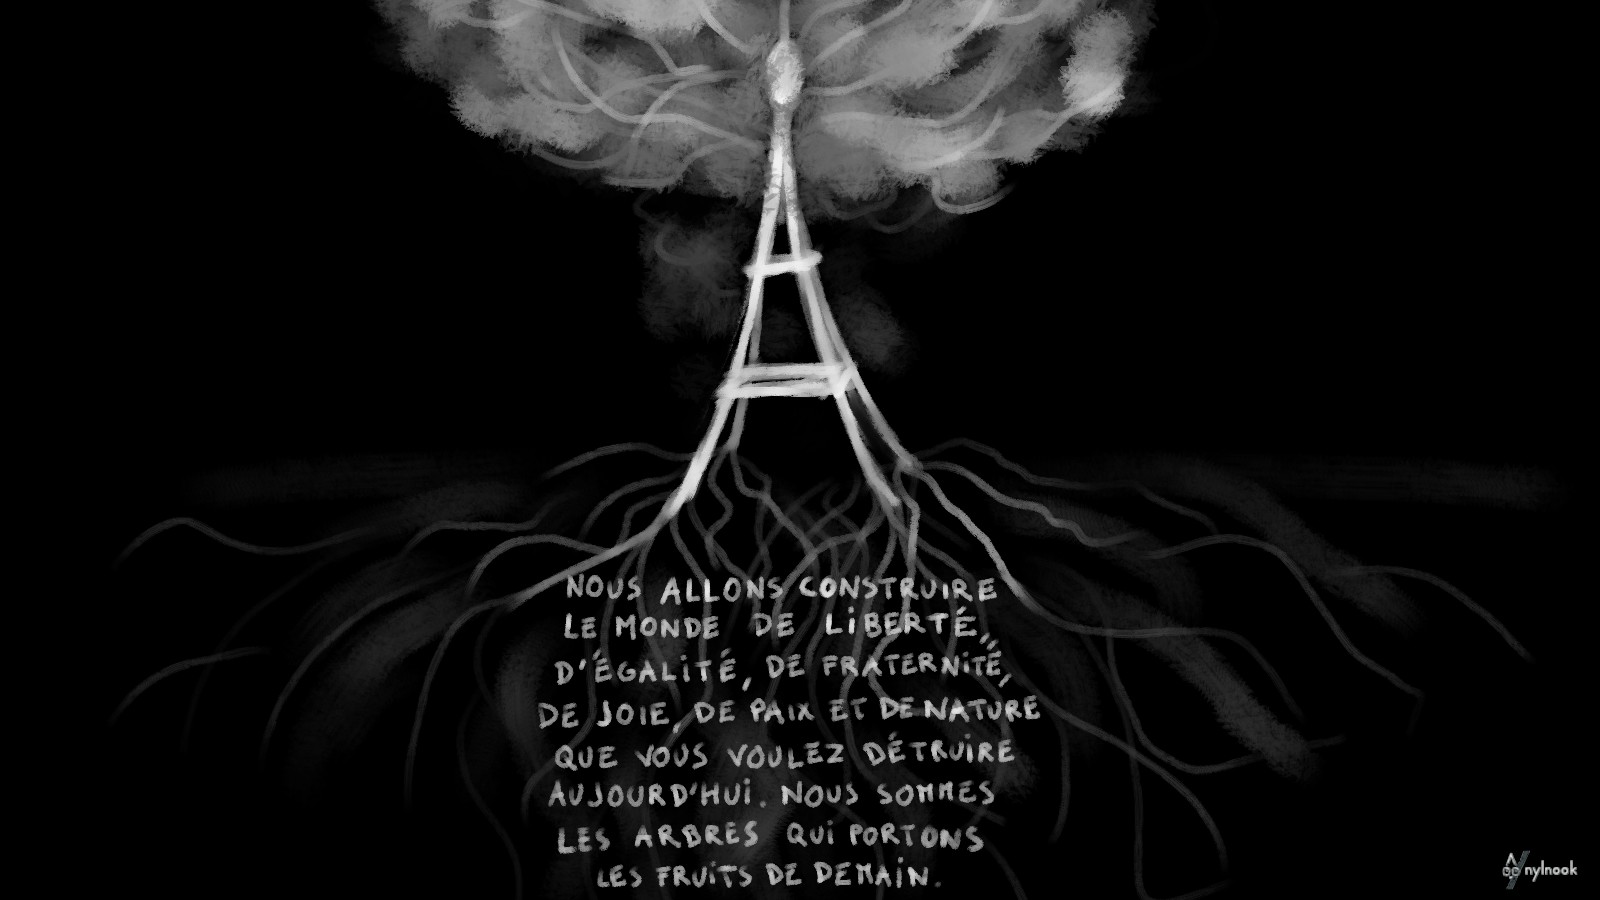 NOUS ALLONS CONSTRUIRE
LE MONDE DE LiBERTÉ,
D'ÉGALiTÉ, DE FRATERNiTÉ,
DE JOIE, DE PAIX ET DE NATURE
QUE VOUS VOULEZ DÉTRUIRE
AUJOURD'HUi. NOUS SOMMES
LES ARBRES QUi PORTONS
LES FRUiTS DE DEMAiN.
nylnook